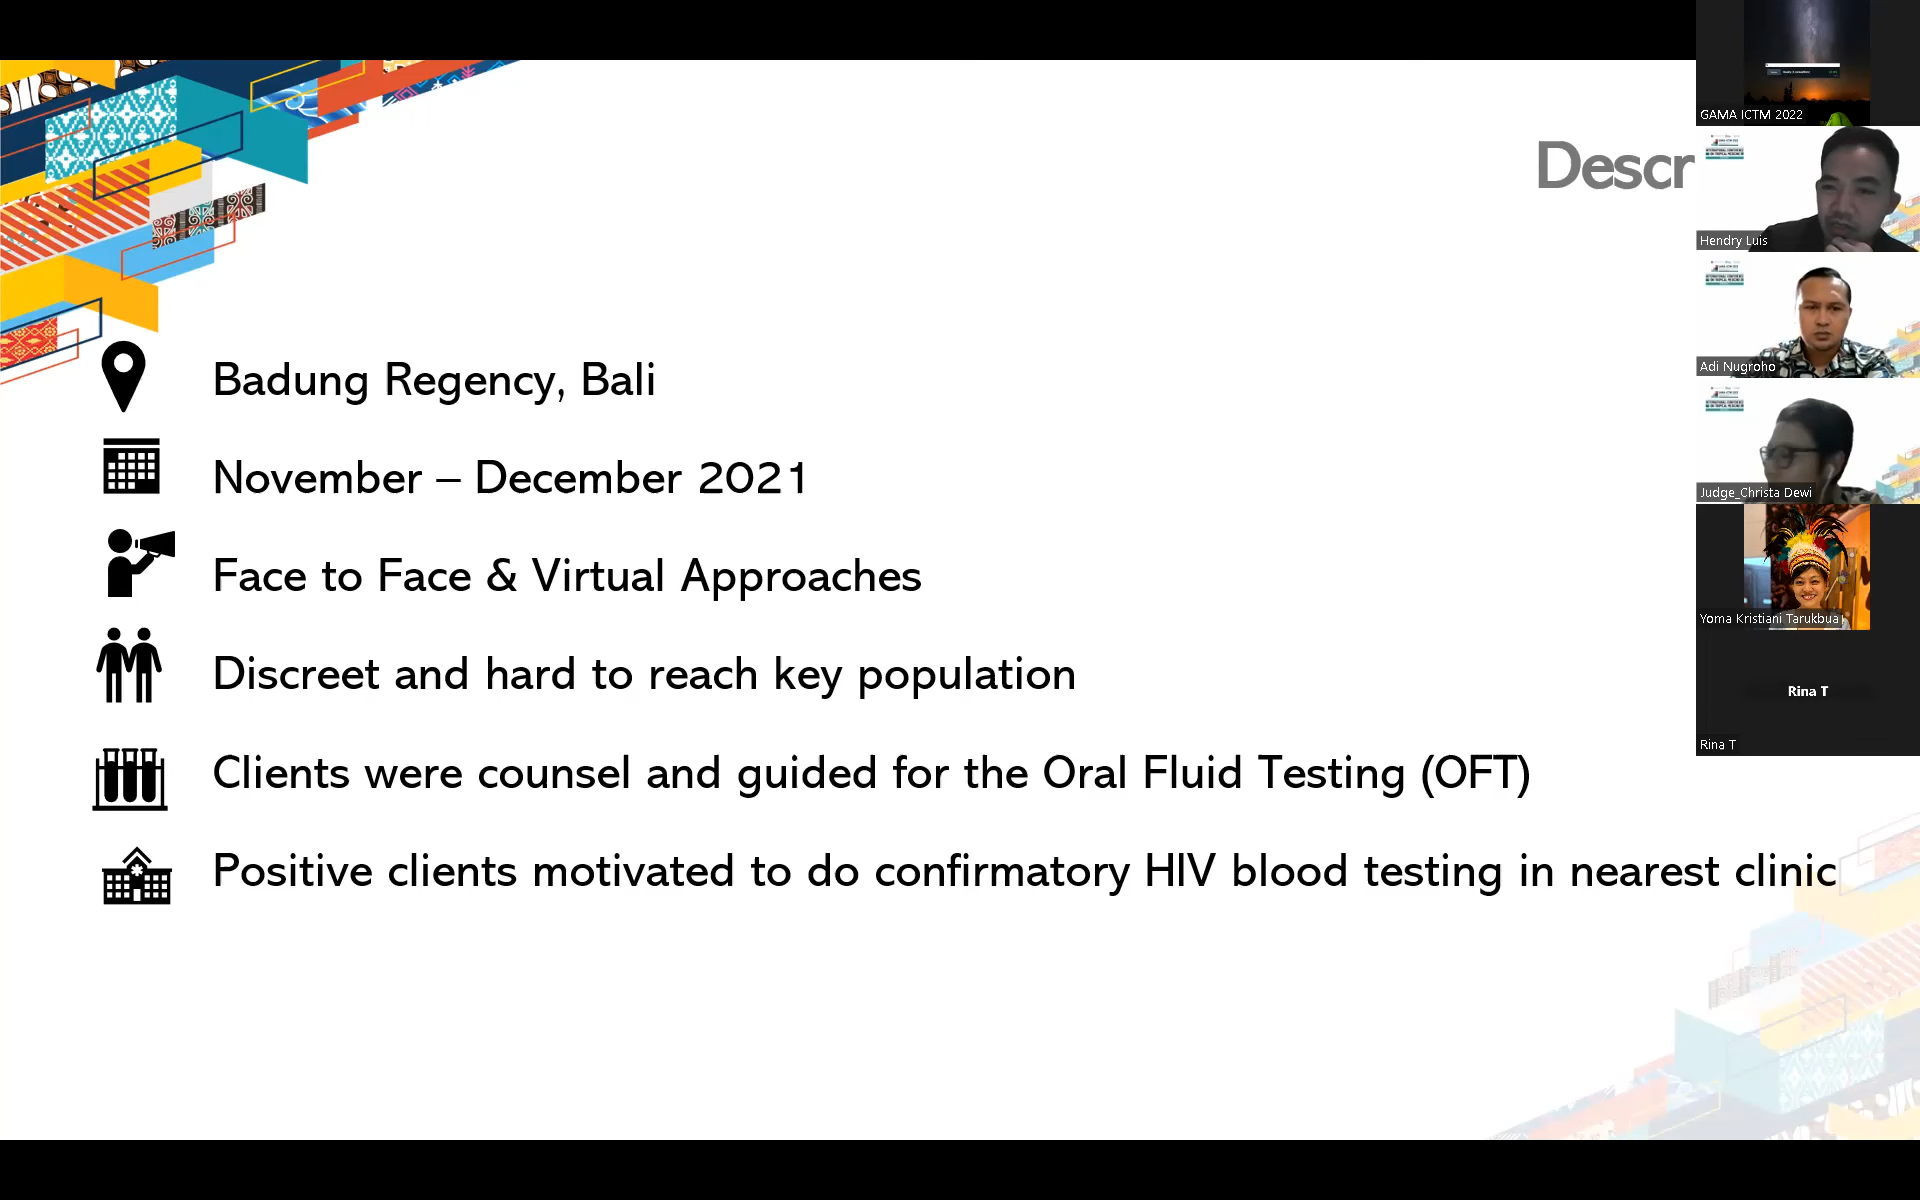 Descr
Badung Regency, Bali
November – December 2021
Face to Face & Virtual Approaches
Discreet and hard to reach key population
Clients were counsel and guided for the Oral Fluid Testing (OFT)
Positive clients motivated to do confirmatory HIV blood testing in nearest clinic
GAMA ICTM 2022
Hendry Luis
Adi Nugroho
Judge_Christa Dewi
Yoma Kristiani Tarukbua
Rina T
Rina T